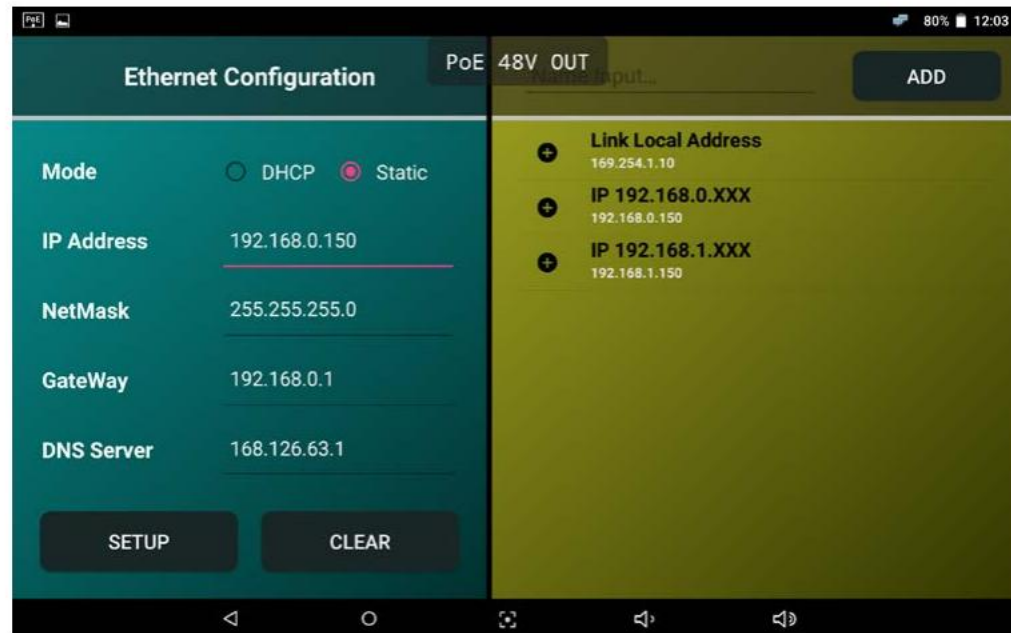 PoE 80% 12:03
PoE 48V OUT
Ethernet Configuration
Mode DHCP Static
IP Address 192.168.0.150
NetMask 255.255.255.0
GateWay 192.168.0.1
DNS Server 168.126.63.1
SETUP CLEAR
Name Input... ADD
Link Local Address
169.254.1.10
IP 192.168.0.XXX
192.168.0.150
IP 192.168.1.XXX
192.168.1.150